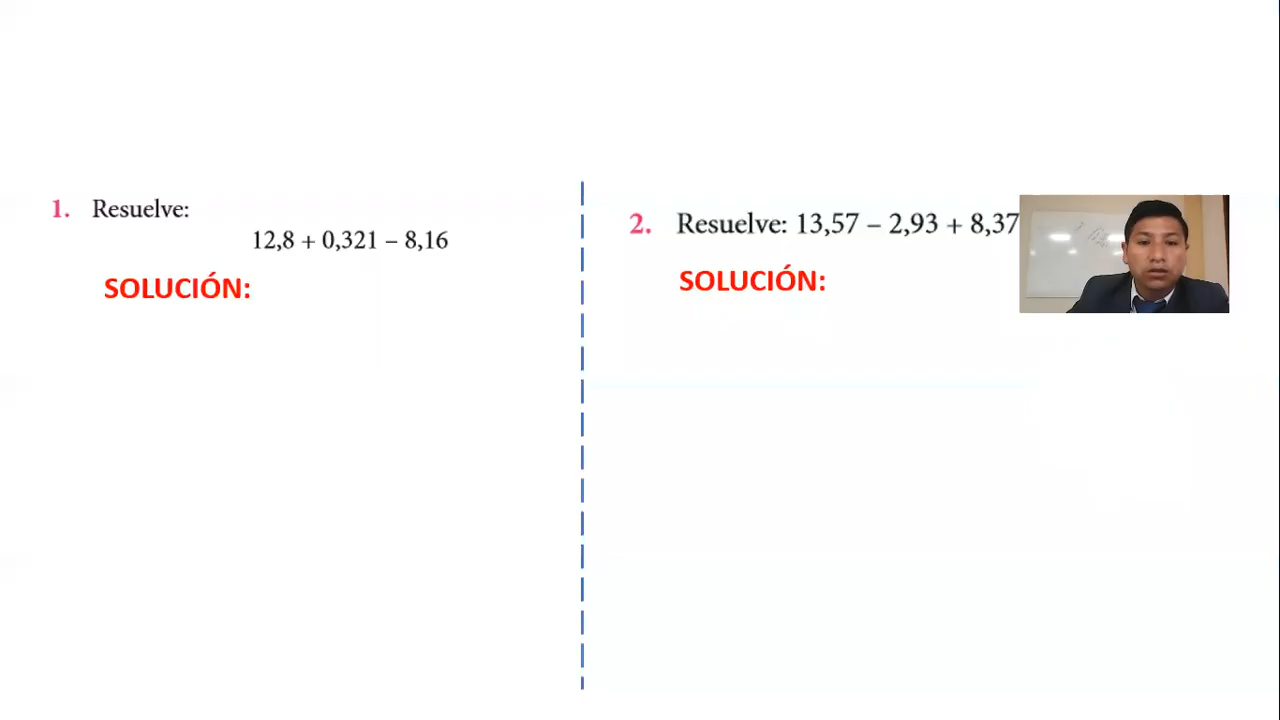 1. Resuelve:
12,8 + 0,321 – 8,16
SOLUCIÓN:
2. Resuelve: 13,57 – 2,93 + 8,37
SOLUCIÓN: